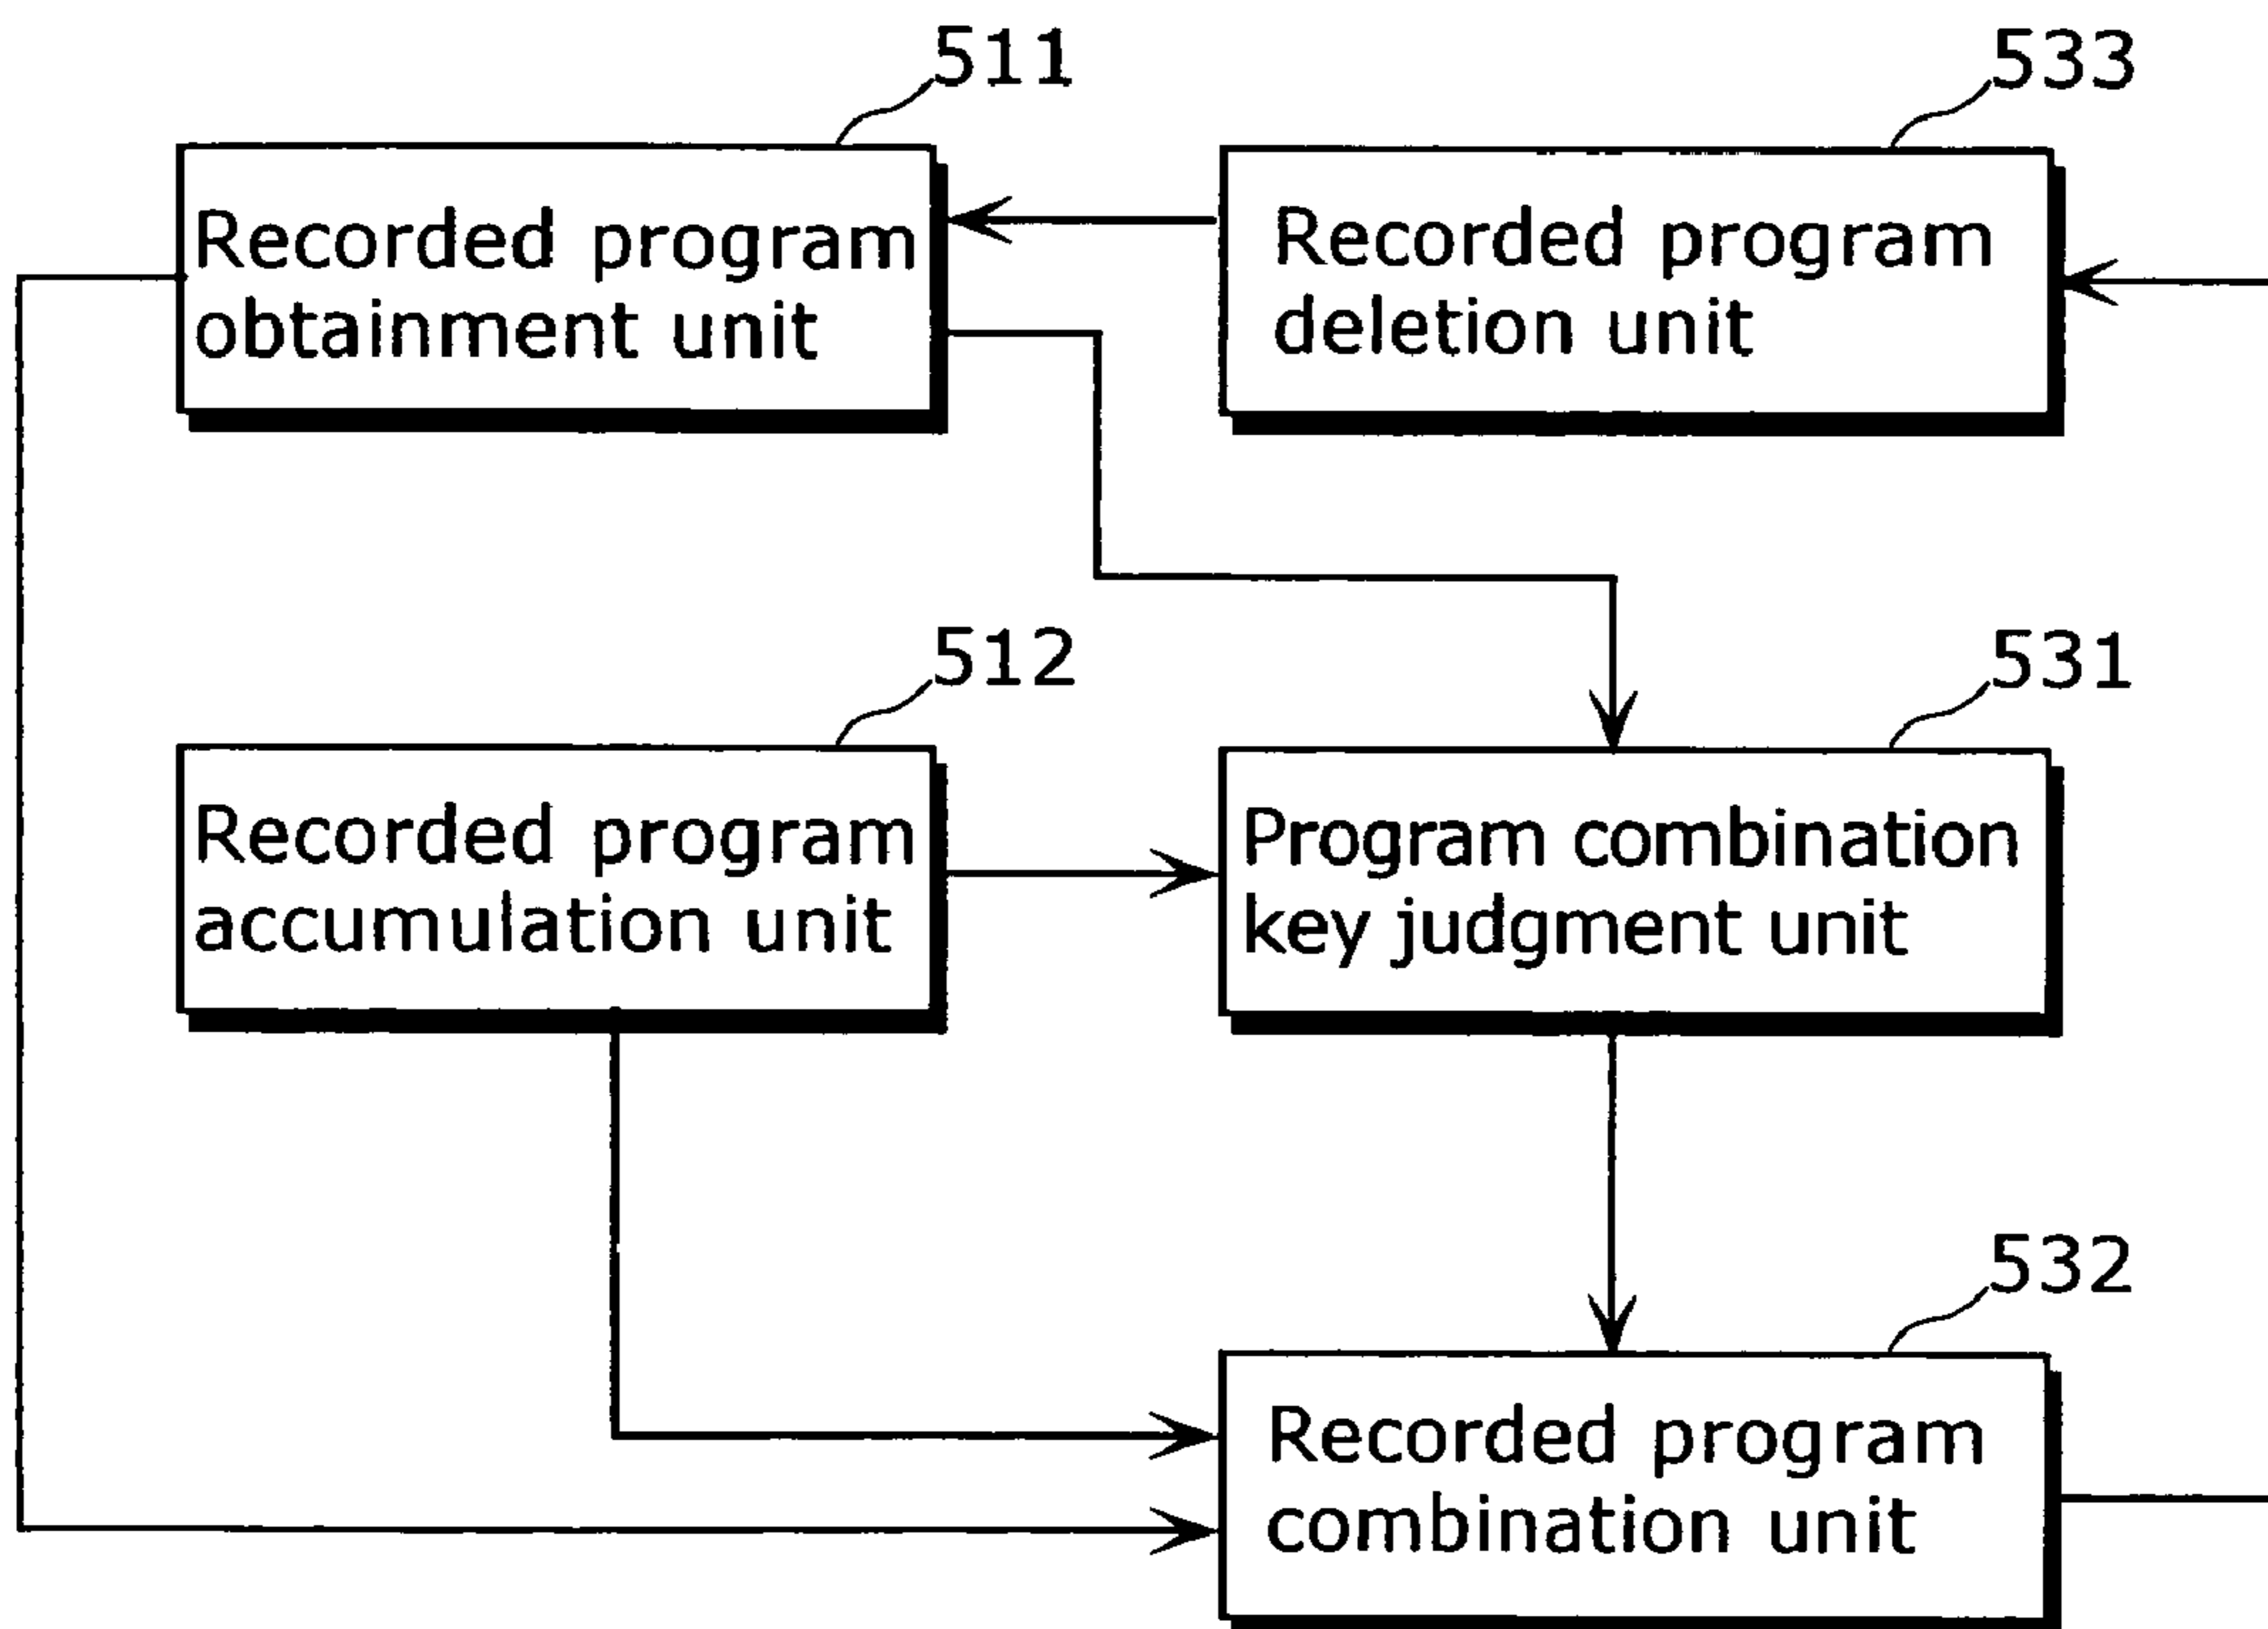 511
533
Recorded program
obtainment unit
Recorded program
deletion unit
512
531
Recorded program
accumulation unit
Program combination
key judgment unit
532
Recorded program
combination unit